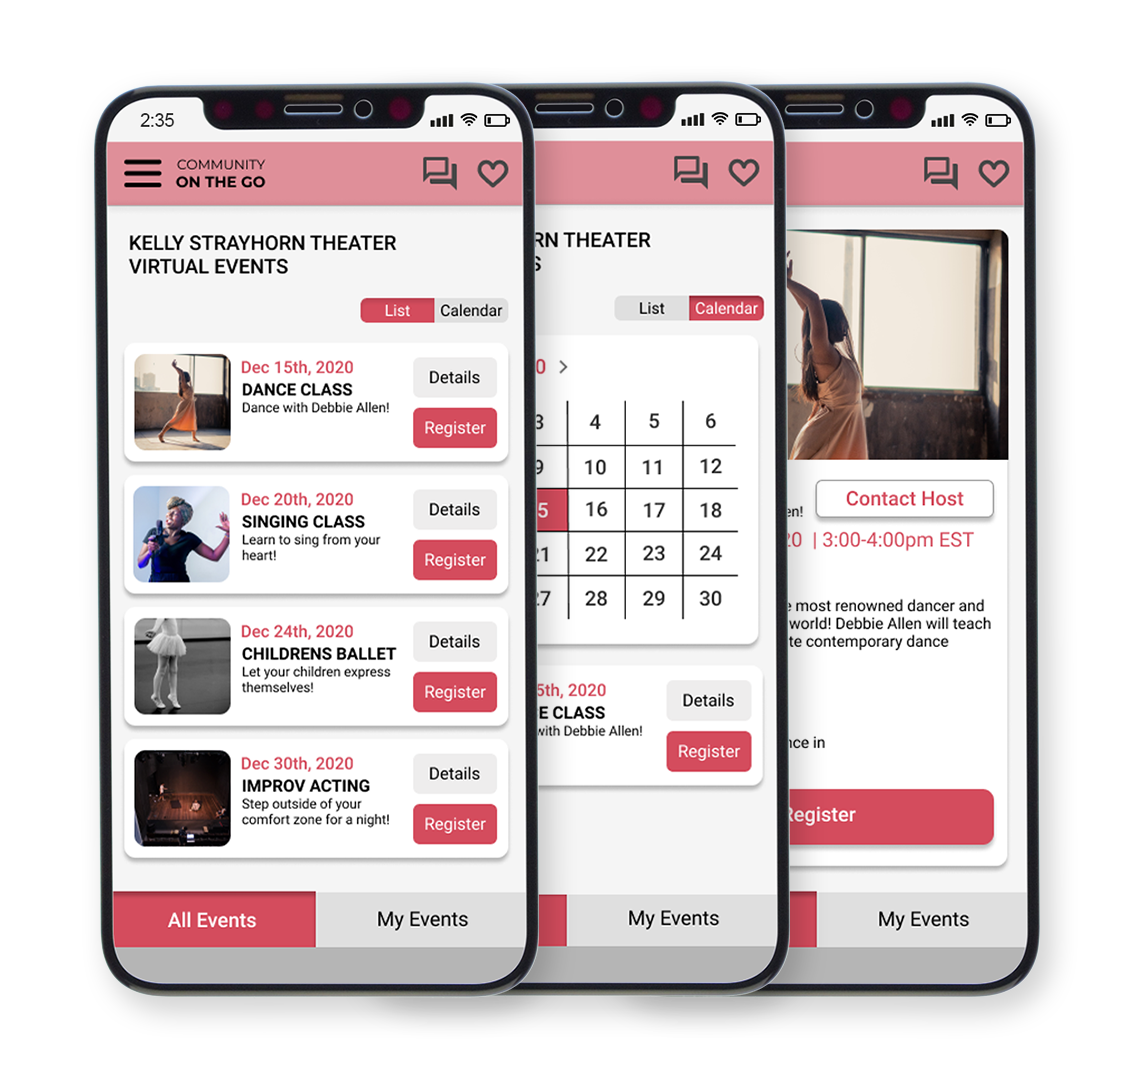 2:35
COMMUNITY
ON THE GO
KELLY STRAYHORN THEATER
VIRTUAL EVENTS
List Calendar
Dec 15th, 2020
DANCE CLASS
Dance with Debbie Allen!
Details
Register
Dec 20th, 2020
SINGING CLASS
Learn to sing from your
heart!
Details
Register
Dec 24th, 2020
CHILDRENS BALLET
Let your children express
themselves!
Details
Register
Dec 30th, 2020
IMPROV ACTING
Step outside of your
comfort zone for a night!
Details
Register
All Events My Events
THEATER
List Calendar
0 >
4 5 6
10 11 12
5 16 17 18
22 23 24
28 29 30
5th, 2020
E CLASS
with Debbie Allen!
Details
Register
My Events
en!
Contact Host
20 | 3:00-4:00pm EST
e most renowned dancer and
world! Debbie Allen will teach
te contemporary dance
nce in
Register
My Events